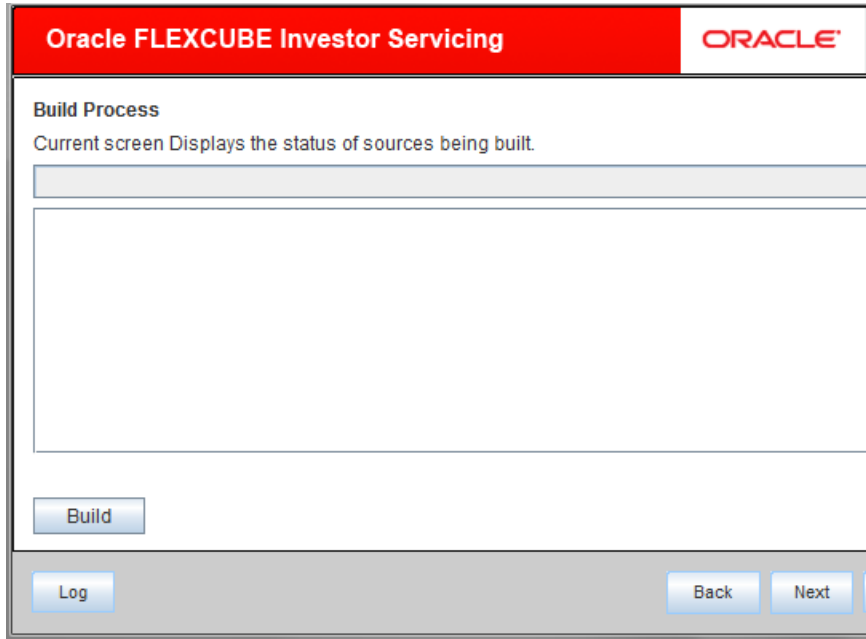 Oracle FLEXCUBE Investor Servicing
ORACLE®
Build Process
Current screen Displays the status of sources being built.
Build
Log
Back
Next